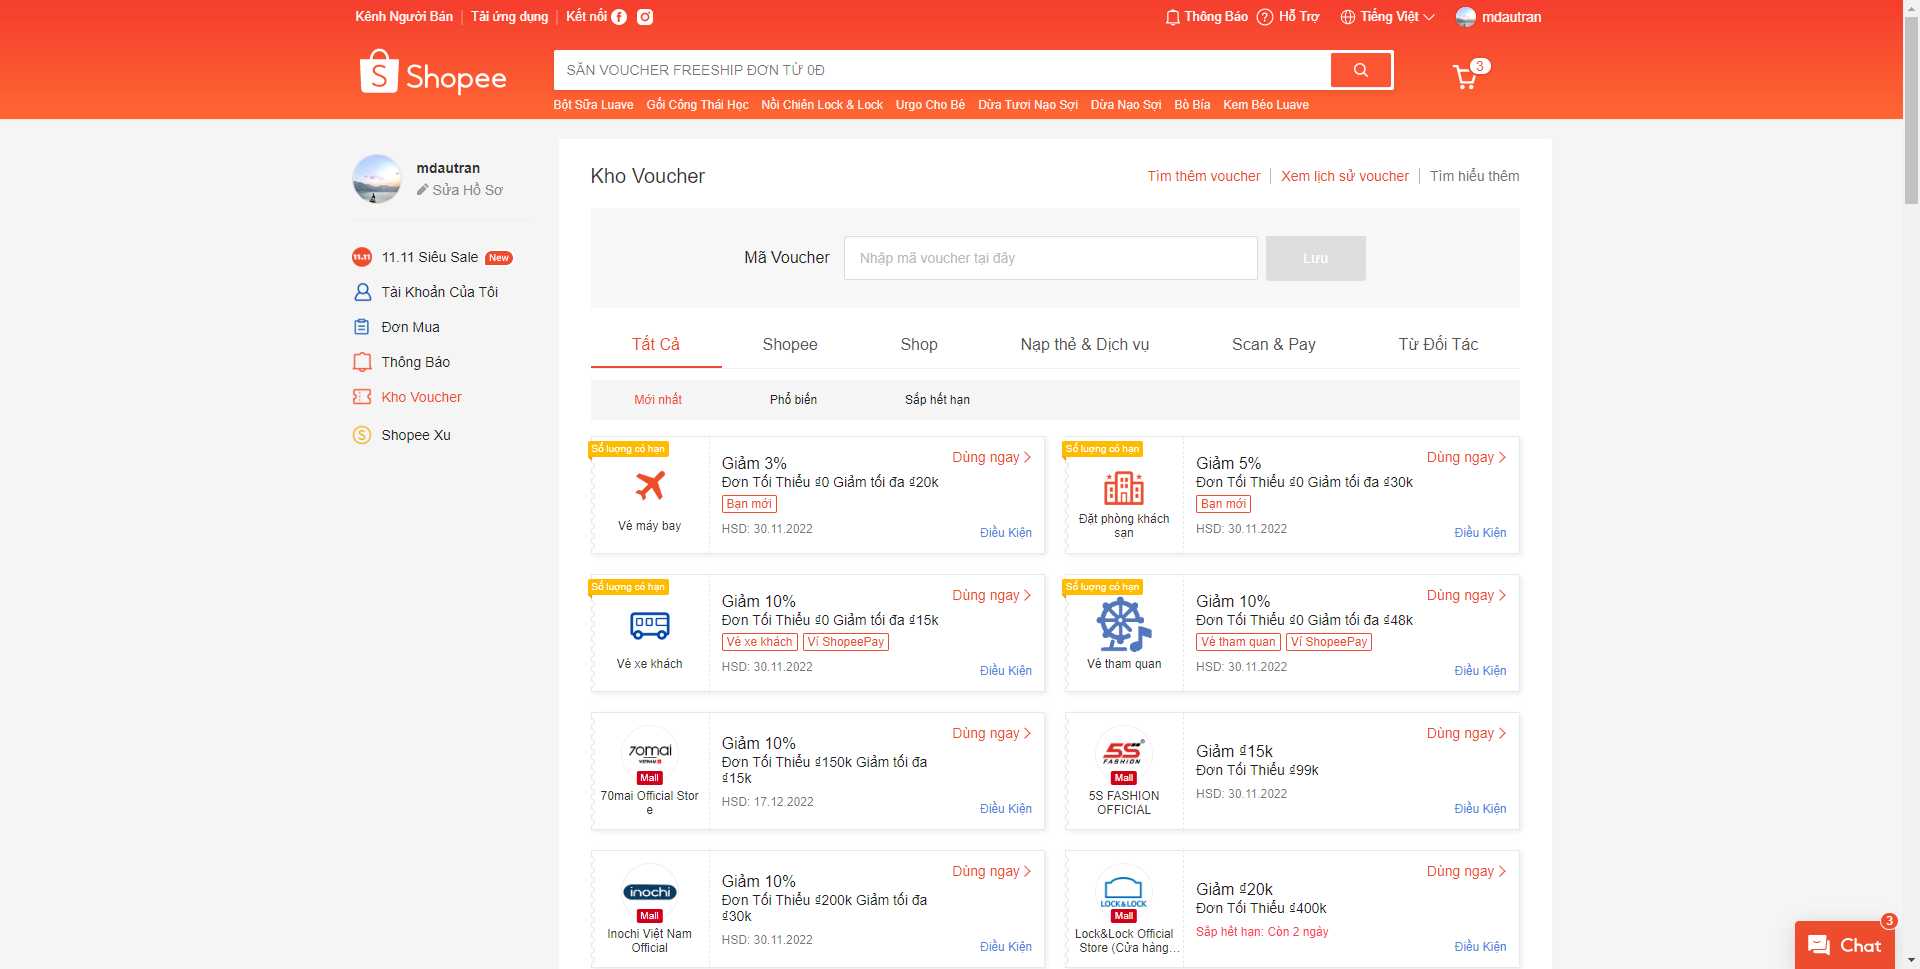 Kênh Người Bán
Tải ứng dụng
Kết nối
Thông Báo
Hỗ Trợ
Tiếng Việt
mdautran
Shopee
SĂN VOUCHER FREESHIP ĐƠN TỪ 0Đ
3
Bột Sữa Luave Gối Công Thái Học Nồi Chiên Lock & Lock Urgo Cho Bé Dừa Tươi Nạo Sợi Dừa Nạo Sợi Bò Bía Kem Béo Luave
mdautran
Sửa Hồ Sơ
11.11 Siêu Sale New
Tài Khoản Của Tôi
Đơn Mua
Thông Báo
Kho Voucher
Shopee Xu
Kho Voucher
Tìm thêm voucher
Xem lịch sử voucher
Tìm hiểu thêm
Mã Voucher
Nhập mã voucher tại đây
Lưu
Tất Cả Shopee Shop Nạp thẻ & Dịch vụ Scan & Pay Từ Đối Tác
Mới nhất Phổ biến Sắp hết hạn
Số lượng có hạn
Vé máy bay
Giảm 3%
Đơn Tối Thiểu ₫0 Giảm tối đa ₫20k
Bạn mới
HSD: 30.11.2022
Dùng ngay
Điều Kiện
Số lượng có hạn
Đặt phòng khách
sạn
Giảm 5%
Đơn Tối Thiểu ₫0 Giảm tối đa ₫30k
Bạn mới
HSD: 30.11.2022
Dùng ngay
Điều Kiện
Số lượng có hạn
Vé xe khách
Giảm 10%
Đơn Tối Thiểu ₫0 Giảm tối đa ₫15k
Vé xe khách Ví ShopeePay
HSD: 30.11.2022
Dùng ngay
Điều Kiện
Số lượng có hạn
Vé tham quan
Giảm 10%
Đơn Tối Thiểu ₫0 Giảm tối đa ₫48k
Vé tham quan Ví ShopeePay
HSD: 30.11.2022
Dùng ngay
Điều Kiện
70mai
VIETNAM
Mall
70mai Official Stor
e
Giảm 10%
Đơn Tối Thiểu ₫150k Giảm tối đa
₫15k
HSD: 17.12.2022
Dùng ngay
Điều Kiện
5S
FASHION
Mall
5S FASHION
OFFICIAL
Giảm ₫15k
Đơn Tối Thiểu ₫99k
HSD: 30.11.2022
Dùng ngay
Điều Kiện
inochi
Mall
Inochi Việt Nam
Official
Giảm 10%
Đơn Tối Thiểu ₫200k Giảm tối đa
₫30k
HSD: 30.11.2022
Dùng ngay
Điều Kiện
LOCK&LOCK
Mall
Lock&Lock Official
Store (Cửa hàng...
Giảm ₫20k
Đơn Tối Thiểu ₫400k
Sắp hết hạn: Còn 2 ngày
Dùng ngay
Điều Kiện
Chat
3